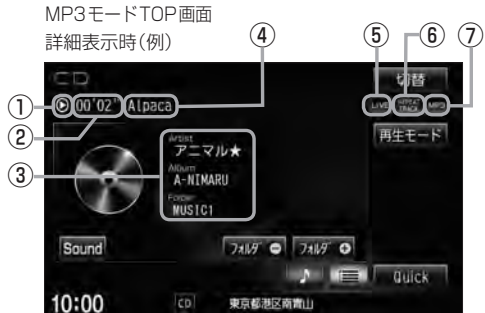 MP3モードTOP画面
詳細表示時(例)
④ ⑤ ⑥ ⑦
CD 切替
① 00'02" Alpaca LIVE REPEAT TRACK MP3
② 再生モード
Artist
アニマル★
③ Album
A-NIMARU
Folder
MUSIC1
Sound フォルダ フォルダ
Quick
10:00 CD 東京都港区南青山